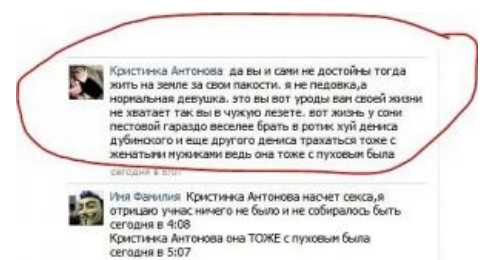 Кристинка Антонова да вы и сами не достойны тогда
жить на земле за свои пакости. я не педовка,а
нормальная девушка. это вы вот уроды вам своей жизни
не хватает так вы в чужую лезете. вот жизнь у сони
пестовой гараздо веселее брать в ротик хуй дениса
дубинского и еще другого дениса трахаться тоже с
женатыми мужиками ведь она тоже с пуховым была
сегодня в 5:07
Имя Фамилия Кристинка Антонова насчет секса,я
отрицаю учнас ничего не было и не собиралось быть
сегодня в 4:08
Кристинка Антонова она ТОЖЕ с пуховым была
сегодня в 5:07